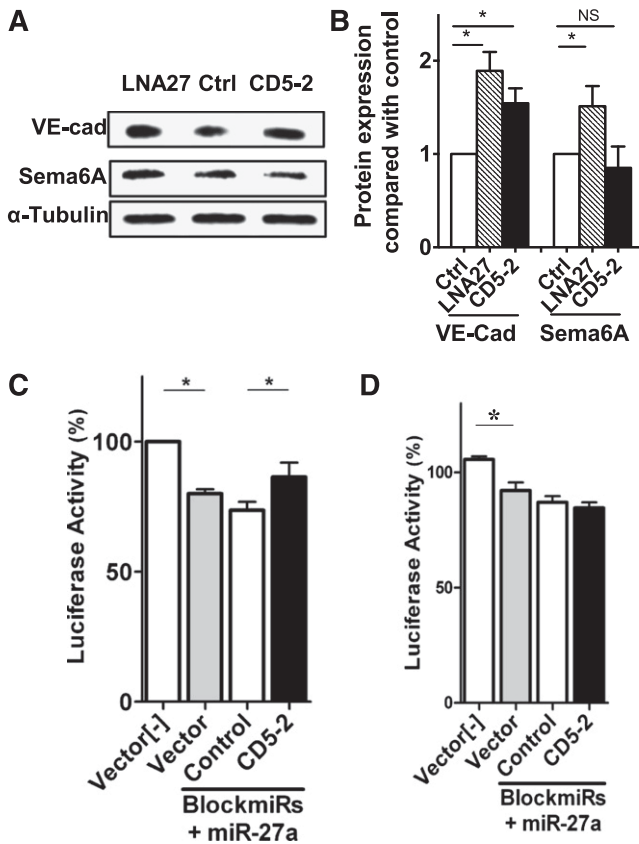 A
LNA27 Ctrl CD5-2
VE-cad
Sema6A
α-Tubulin
B
Protein expression
compared with control
2
1
0
* * * NS
Ctrl
LNA27
CD5-2
Ctrl
LNA27
CD5-2
VE-Cad Sema6A
C
Luciferase Activity (%)
100
50
0
* *
Vector[-]
Vector
Control
CD5-2
BlockmiRs
+ miR-27a
D
Luciferase Activity (%)
100
50
0
*
Vector[-]
Vector
Control
CD5-2
BlockmiRs
+ miR-27a